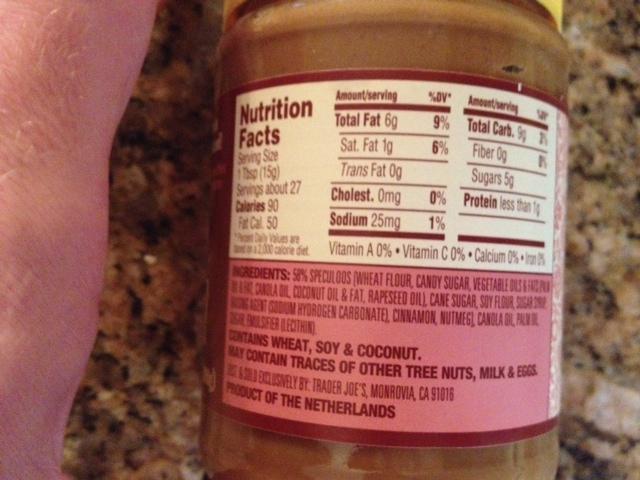 Nutrition
Facts
Serving Size
1 Tbsp (15g)
Servings about 27
Calories 90
Fat Cal. 50
* Percent Daily Values are
based on a 2,000 calorie diet.
Amount/serving %DV*
Total Fat 6g 9%
Sat. Fat 1g 6%
Trans Fat 0g
Cholest. 0mg 0%
Sodium 25mg 1%
Amount/serving %DV*
Total Carb. 9g 3%
Fiber 0g 0%
Sugars 5g
Protein less than 1g
Vitamin A 0% • Vitamin C 0% • Calcium 0% • Iron 0%
INGREDIENTS: 58% SPECULOOS (WHEAT FLOUR, CANDY SUGAR, VEGETABLE OILS & FATS (PALM
OIL & FAT, CANOLA OIL, COCONUT OIL & FAT, RAPESEED OIL), CANE SUGAR, SOY FLOUR, SUGAR SYRUP,
RAISING AGENT (SODIUM HYDROGEN CARBONATE), CINNAMON, NUTMEG), CANOLA OIL, PALM OIL,
SUGAR, EMULSIFIER (LECITHIN).
CONTAINS WHEAT, SOY & COCONUT.
MAY CONTAIN TRACES OF OTHER TREE NUTS, MILK & EGGS.
DIST. & SOLD EXCLUSIVELY BY: TRADER JOE'S, MONROVIA, CA 91016
PRODUCT OF THE NETHERLANDS